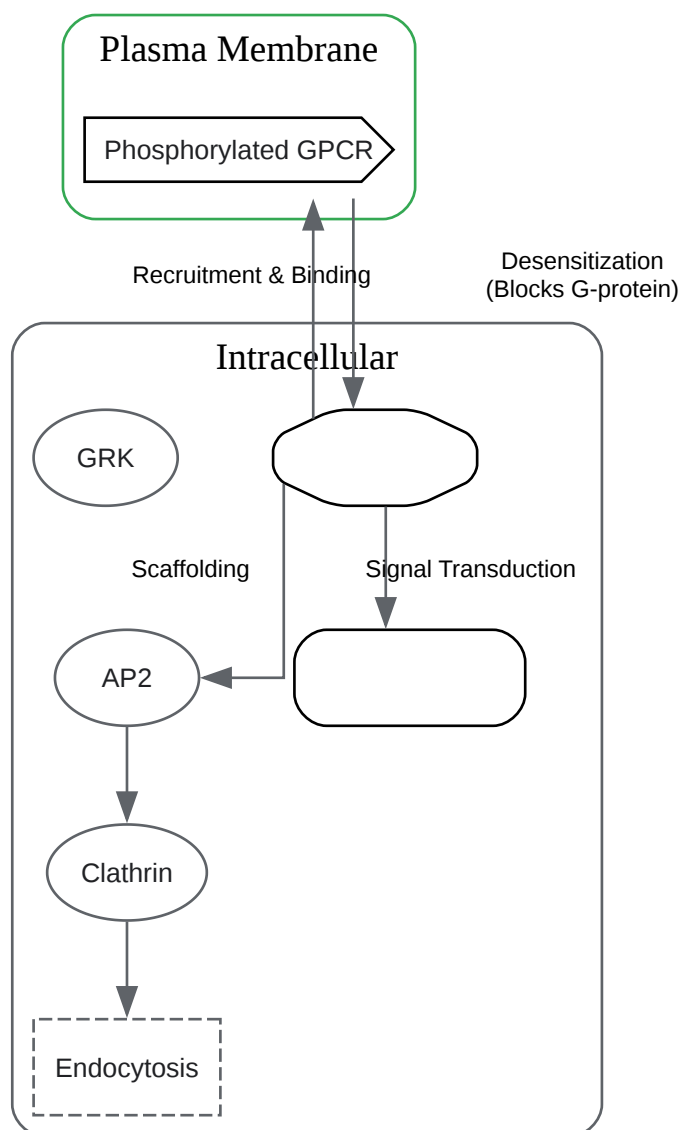 Plasma Membrane
Phosphorylated GPCR
Recruitment & Binding
Desensitization
(Blocks G-protein)
Intracellular
GRK
Scaffolding
Signal Transduction
AP2
Clathrin
Endocytosis